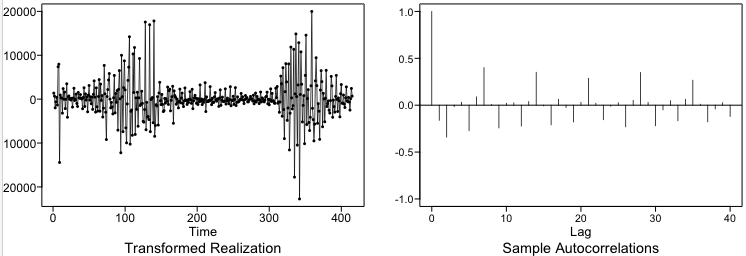 20000
10000
0
10000
20000
0 100 200 300 400
Time
Transformed Realization
1.0
0.5
0.0
-0.5
-1.0
0 10 20 30 40
Lag
Sample Autocorrelations